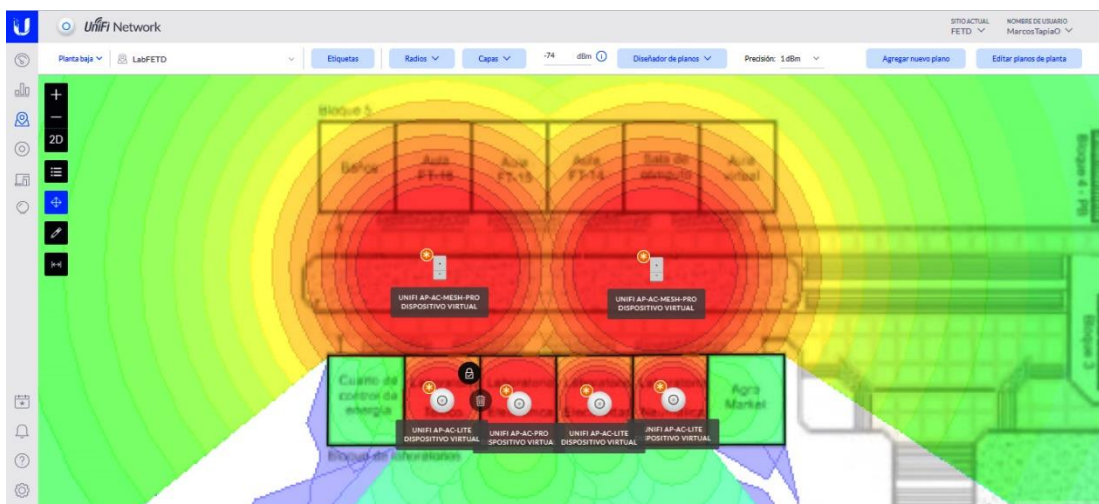 UniFi Network
SITIO ACTUAL
FETD
NOMBRE DE USUARIO
MarcosTapiaO
Planta baja
LabFETD
Etiquetas
Radios
Capas
-74 dBm
Diseñador de planos
Precisión: 1 dBm
Agregar nuevo plano
Editar planos de planta
2D
Bloque 5
Baños
Aula
FT-16
Aula
FT-15
Aula
FT-14
Sala de
cómputo
Aula
virtual
Bloque 4 - PB
UNIFI AP-AC-MESH-PRO
DISPOSITIVO VIRTUAL
UNIFI AP-AC-MESH-PRO
DISPOSITIVO VIRTUAL
Bloque 3
Cuarto de
control de
energía
Agro
Market
UNIFI AP-AC-LITE
DISPOSITIVO VIRTUAL
UNIFI AP-AC-PRO
SPOSITIVO VIRTUAL
UNIFI AP-AC-LITE
DISPOSITIVO VIRTUAL
UNIFI AP-AC-LITE
POSITIVO VIRTUAL
bloque de laboratorios